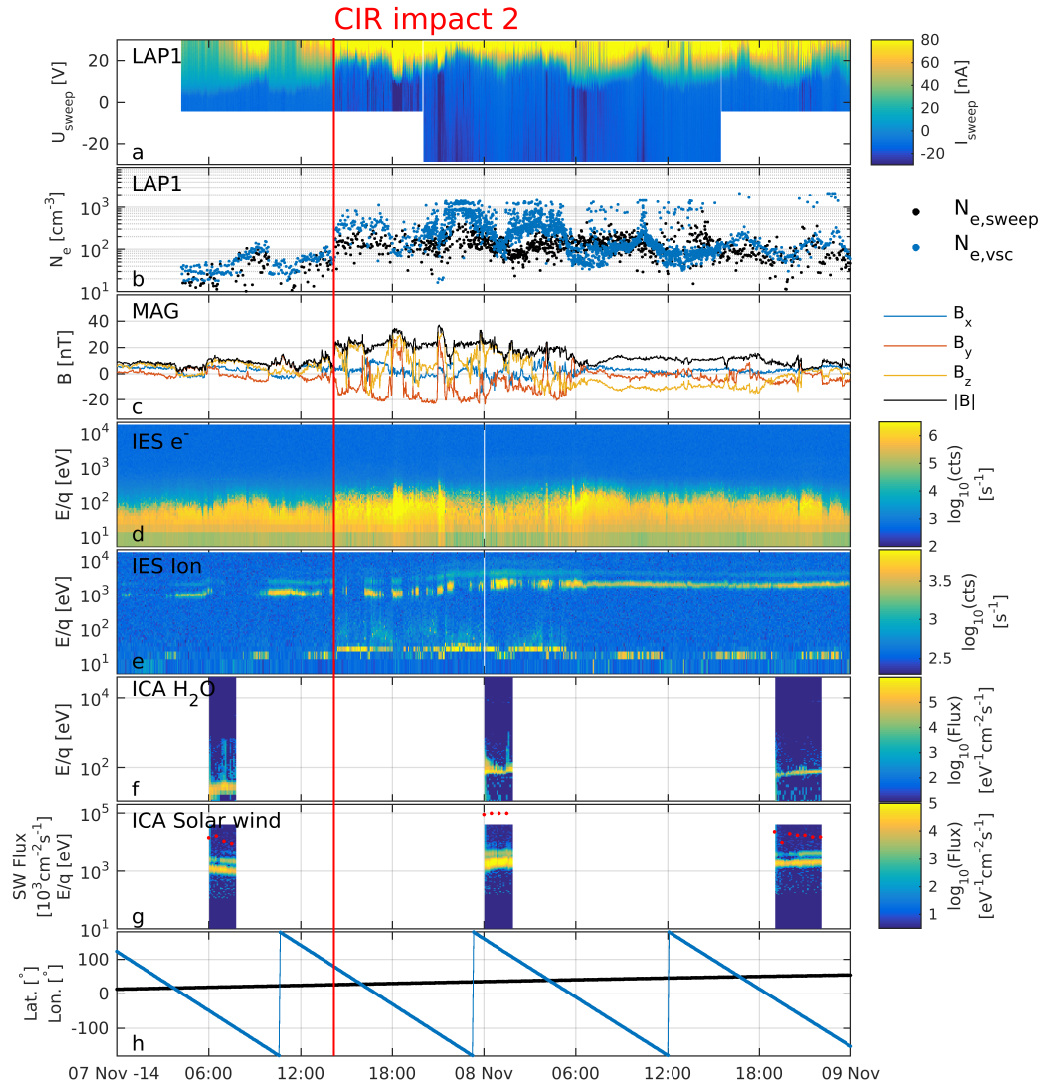 CIR impact 2
LAP1
20
0
-20
U_sweep [V]
a
80
60
40
20
0
-20
I_sweep [nA]
LAP1
10^3
10^2
10^1
N_e [cm^-3]
b
N_e,sweep
N_e,vsc
MAG
40
20
0
-20
B [nT]
c
B_x
B_y
B_z
|B|
IES e^-
10^4
10^3
10^2
10^1
E/q [eV]
d
6
5
4
3
2
log_10(cts)
[s^-1]
IES Ion
10^4
10^3
10^2
10^1
E/q [eV]
e
3.5
3
2.5
log_10(cts)
[s^-1]
ICA H_2O
10^4
10^2
E/q [eV]
f
5
4
3
2
log_10(Flux)
[eV^-1cm^-2s^-1]
ICA Solar wind
10^5
10^3
10^1
SW Flux
[10^3cm^-2s^-1]
E/q [eV]
g
5
4
3
2
1
log_10(Flux)
[eV^-1cm^-2s^-1]
100
0
-100
Lat. [°]
Lon. [°]
h
07 Nov -14 06:00 12:00 18:00 08 Nov 06:00 12:00 18:00 09 Nov